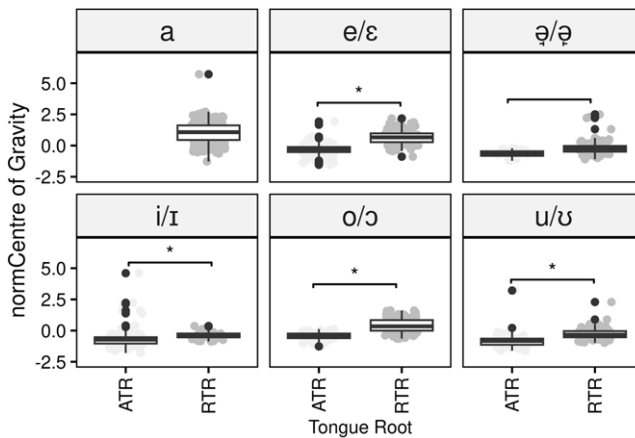 a e/ɛ ə̘/ə̙
5.0 * *
2.5
0.0
-2.5
i/ɪ o/ɔ u/ʊ
5.0 * * *
2.5
0.0
-2.5
normCentre of Gravity
ATR RTR ATR RTR ATR RTR
Tongue Root